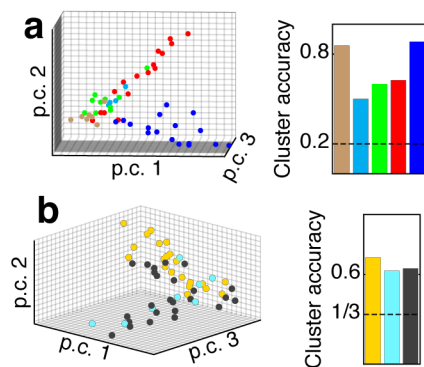 a
p.c. 2
p.c. 1
p.c. 3
Cluster accuracy
0.8
0.2
b
p.c. 2
p.c. 1
p.c. 3
Cluster accuracy
0.6
1/3